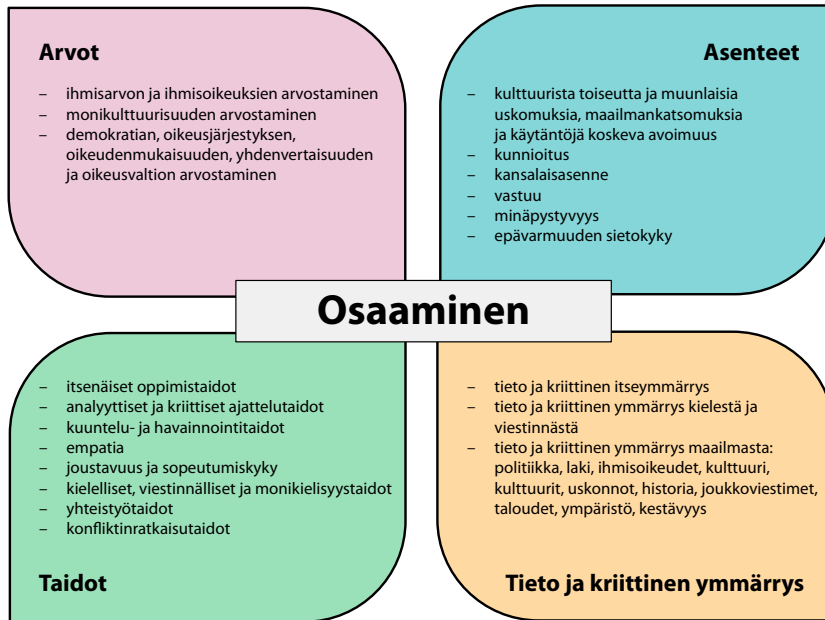 Arvot
– ihmisarvon ja ihmisoikeuksien arvostaminen
– monikulttuurisuuden arvostaminen
– demokratian, oikeusjärjestyksen,
oikeudenmukaisuuden, yhdenvertaisuuden
ja oikeusvaltion arvostaminen
Asenteet
– kulttuurista toiseutta ja muunlaisia
uskomuksia, maailmankatsomuksia
ja käytäntöjä koskeva avoimuus
– kunnioitus
– kansalaisasenne
– vastuu
– minäpystyvyys
– epävarmuuden sietokyky
Osaaminen
– itsenäiset oppimistaidot
– analyyttiset ja kriittiset ajattelutaidot
– kuuntelu- ja havainnointitaidot
– empatia
– joustavuus ja sopeutumiskyky
– kielelliset, viestinnälliset ja monikielisyystaidot
– yhteistyötaidot
– konfliktinratkaisutaidot
Taidot
– tieto ja kriittinen itseymmärrys
– tieto ja kriittinen ymmärrys kielestä ja
viestinnästä
– tieto ja kriittinen ymmärrys maailmasta:
politiikka, laki, ihmisoikeudet, kulttuuri,
kulttuurit, uskonnot, historia, joukkoviestimet,
taloudet, ympäristö, kestävyys
Tieto ja kriittinen ymmärrys